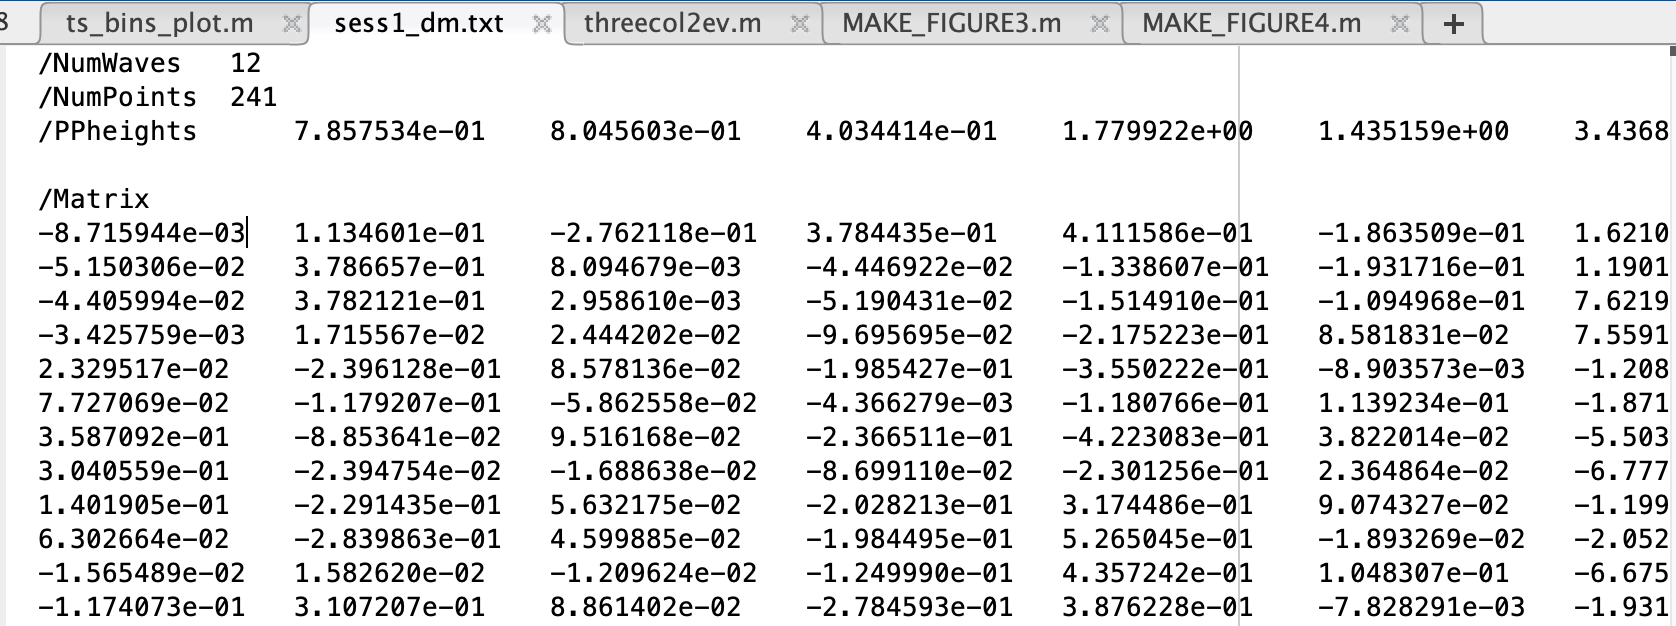 8 ts_bins_plot.m sess1_dm.txt threecol2ev.m MAKE_FIGURE3.m MAKE_FIGURE4.m +
/NumWaves 12
/NumPoints 241
/PPheights 7.857534e-01 8.045603e-01 4.034414e-01 1.779922e+00 1.435159e+00 3.4368
/Matrix
-8.715944e-03 1.134601e-01 -2.762118e-01 3.784435e-01 4.111586e-01 -1.863509e-01 1.6210
-5.150306e-02 3.786657e-01 8.094679e-03 -4.446922e-02 -1.338607e-01 -1.931716e-01 1.1901
-4.405994e-02 3.782121e-01 2.958610e-03 -5.190431e-02 -1.514910e-01 -1.094968e-01 7.6219
-3.425759e-03 1.715567e-02 2.444202e-02 -9.695695e-02 -2.175223e-01 8.581831e-02 7.5591
2.329517e-02 -2.396128e-01 8.578136e-02 -1.985427e-01 -3.550222e-01 -8.903573e-03 -1.208
7.727069e-02 -1.179207e-01 -5.862558e-02 -4.366279e-03 -1.180766e-01 1.139234e-01 -1.871
3.587092e-01 -8.853641e-02 9.516168e-02 -2.366511e-01 -4.223083e-01 3.822014e-02 -5.503
3.040559e-01 -2.394754e-02 -1.688638e-02 -8.699110e-02 -2.301256e-01 2.364864e-02 -6.777
1.401905e-01 -2.291435e-01 5.632175e-02 -2.028213e-01 3.174486e-01 9.074327e-02 -1.199
6.302664e-02 -2.839863e-01 4.599885e-02 -1.984495e-01 5.265045e-01 -1.893269e-02 -2.052
-1.565489e-02 1.582620e-02 -1.209624e-02 -1.249990e-01 4.357242e-01 1.048307e-01 -6.675
-1.174073e-01 3.107207e-01 8.861402e-02 -2.784593e-01 3.876228e-01 -7.828291e-03 -1.931